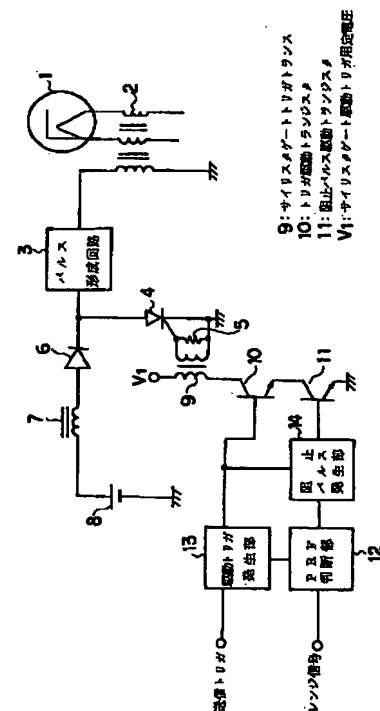 1
2
3
パルス
形成回路
4
5
6
7
8
V1
9
10
11
14
阻止
パルス
発生部
13
駆動トリガ
発生部
PRF
判断部
12
送信トリガ
レンジ信号
9:サイリスタゲートトリガトランス
10:トリガ駆動トランジスタ
11:阻止パルス駆動トランジスタ
V1:サイリスタゲート駆動トリガ用定電圧